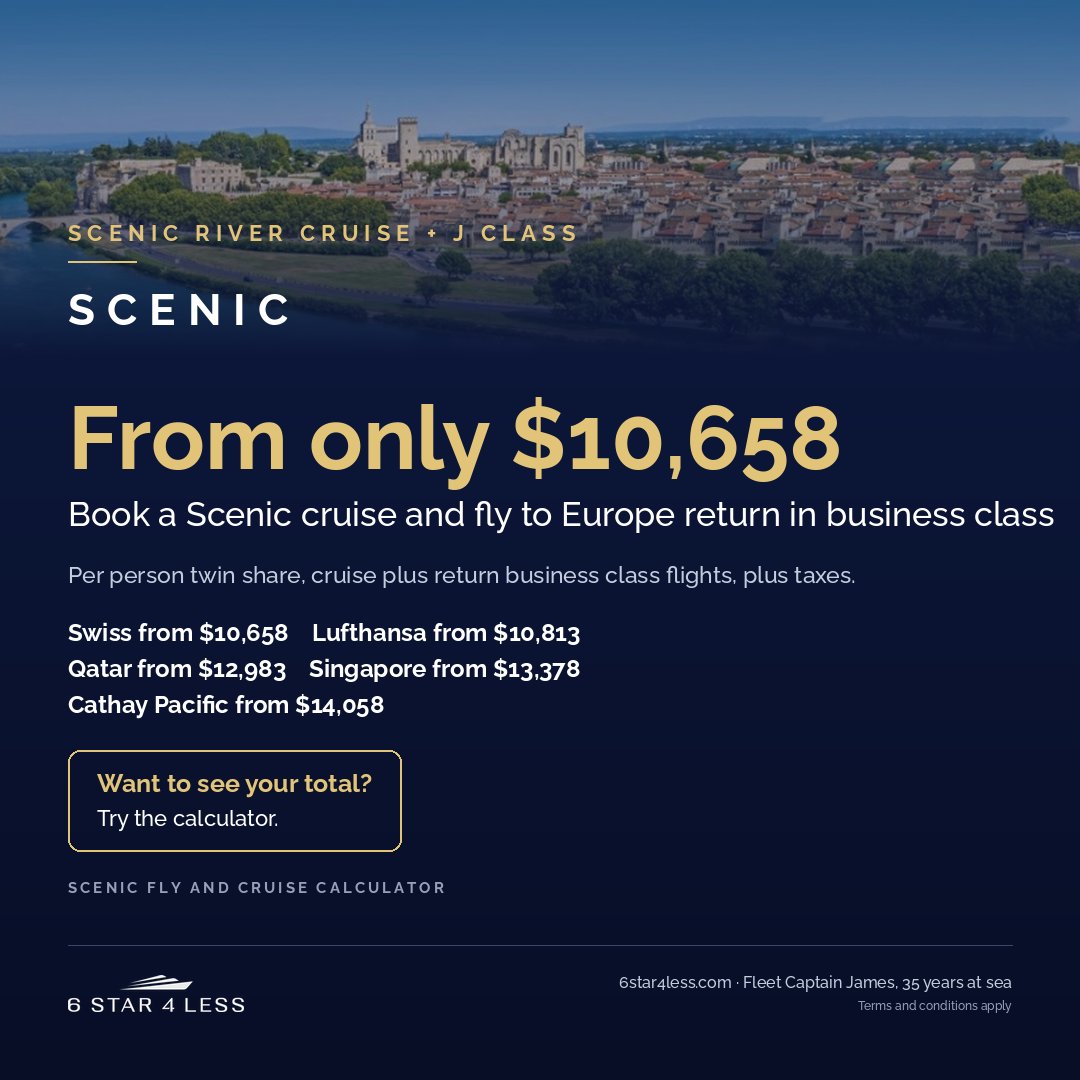 SCENIC RIVER CRUISE + J CLASS
SCENIC
From only $10,658
Book a Scenic cruise and fly to Europe return in business class
Per person twin share, cruise plus return business class flights, plus taxes.
Swiss from $10,658 Lufthansa from $10,813
Qatar from $12,983 Singapore from $13,378
Cathay Pacific from $14,058
Want to see your total?
Try the calculator.
SCENIC FLY AND CRUISE CALCULATOR
6 STAR 4 LESS
6star4less.com · Fleet Captain James, 35 years at sea
Terms and conditions apply